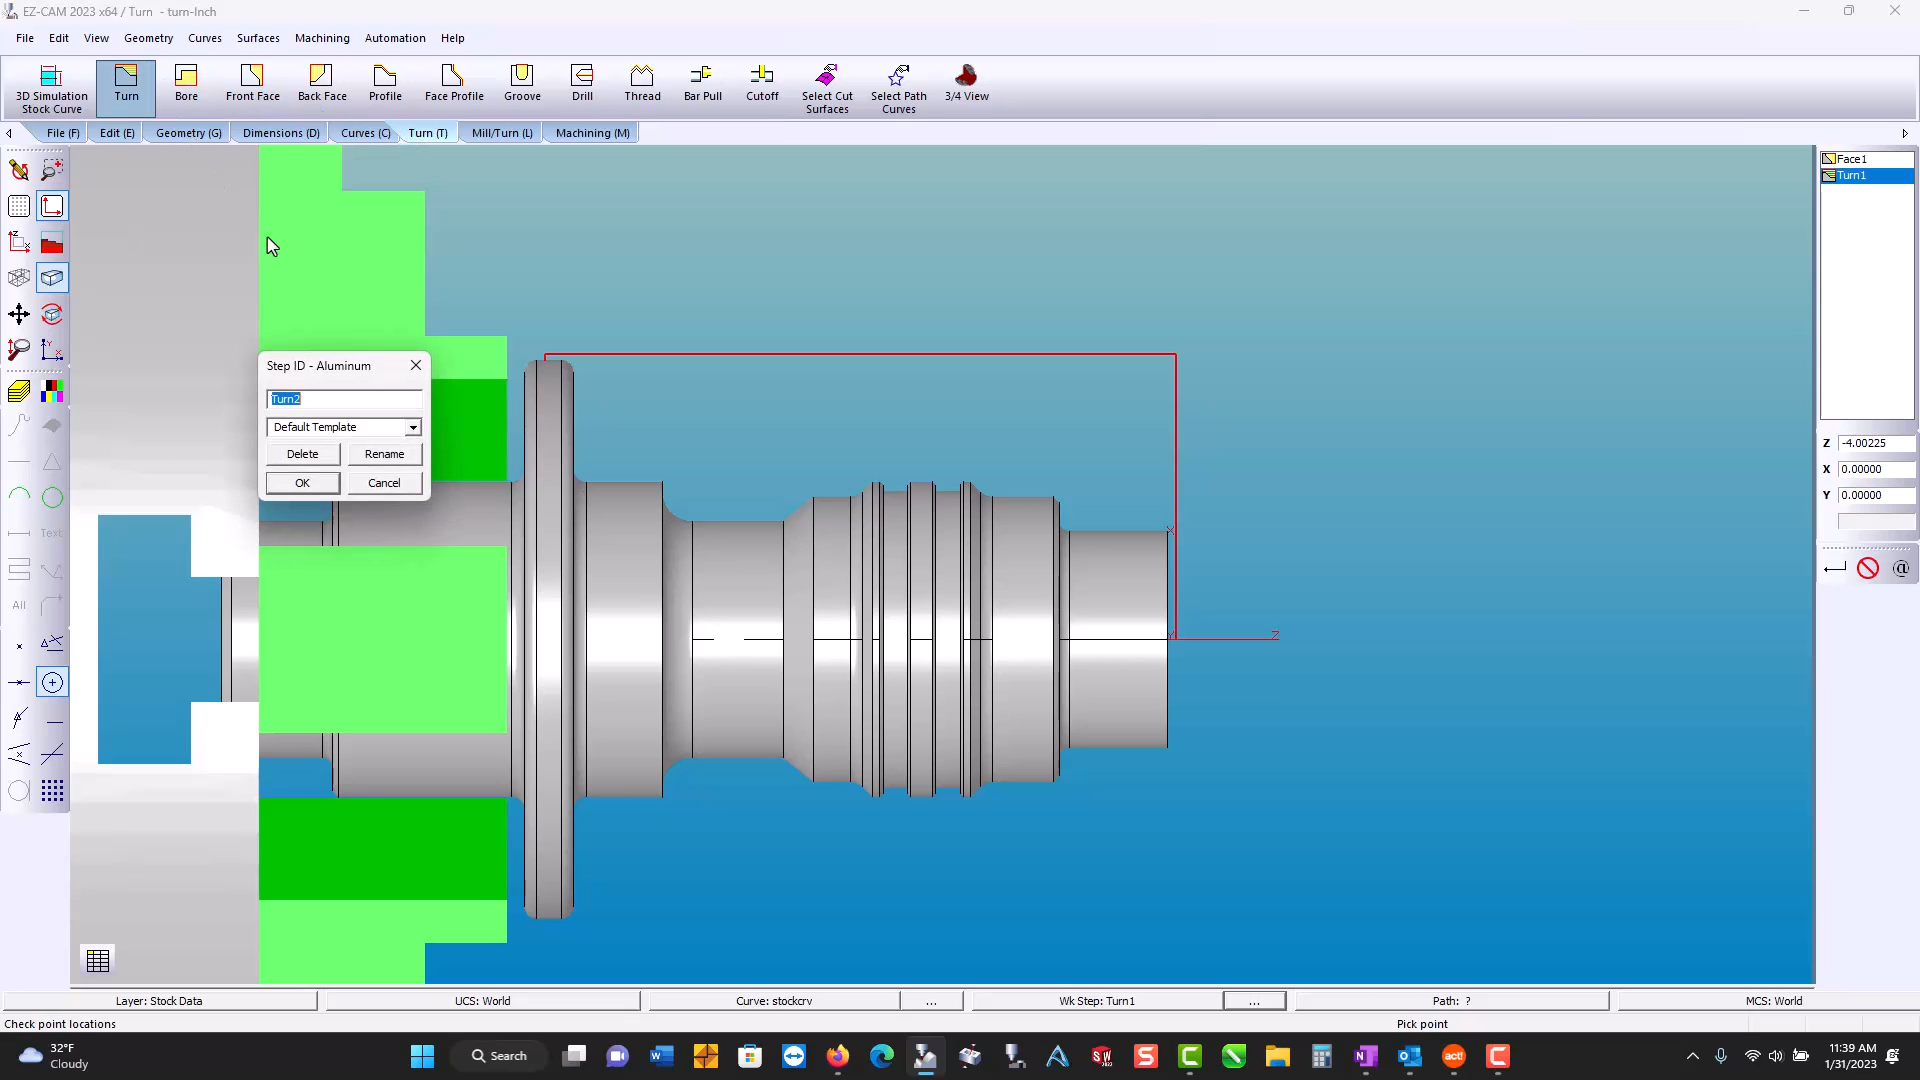 EZ-CAM 2023 x64 / Turn - turn-Inch
File Edit View Geometry Curves Surfaces Machining Automation Help
3D Simulation
Stock Curve
Turn
Bore
Front Face
Back Face
Profile
Face Profile
Groove
Drill
Thread
Bar Pull
Cutoff
Select Cut
Surfaces
Select Path
Curves
3/4 View
File (F) Edit (E) Geometry (G) Dimensions (D) Curves (C) Turn (T) Mill/Turn (L) Machining (M)
Face1
Turn1
Step ID - Aluminum
Turn2
Default Template
Delete Rename
OK Cancel
X
Y
Z
Z -4.00225
X 0.00000
Y 0.00000
@
Text
All
Layer: Stock Data
UCS: World
Curve: stockcrv
...
Wk Step: Turn1
...
Path: ?
MCS: World
Check point locations
Pick point
32°F
Cloudy
Search
act!
11:39 AM
1/31/2023